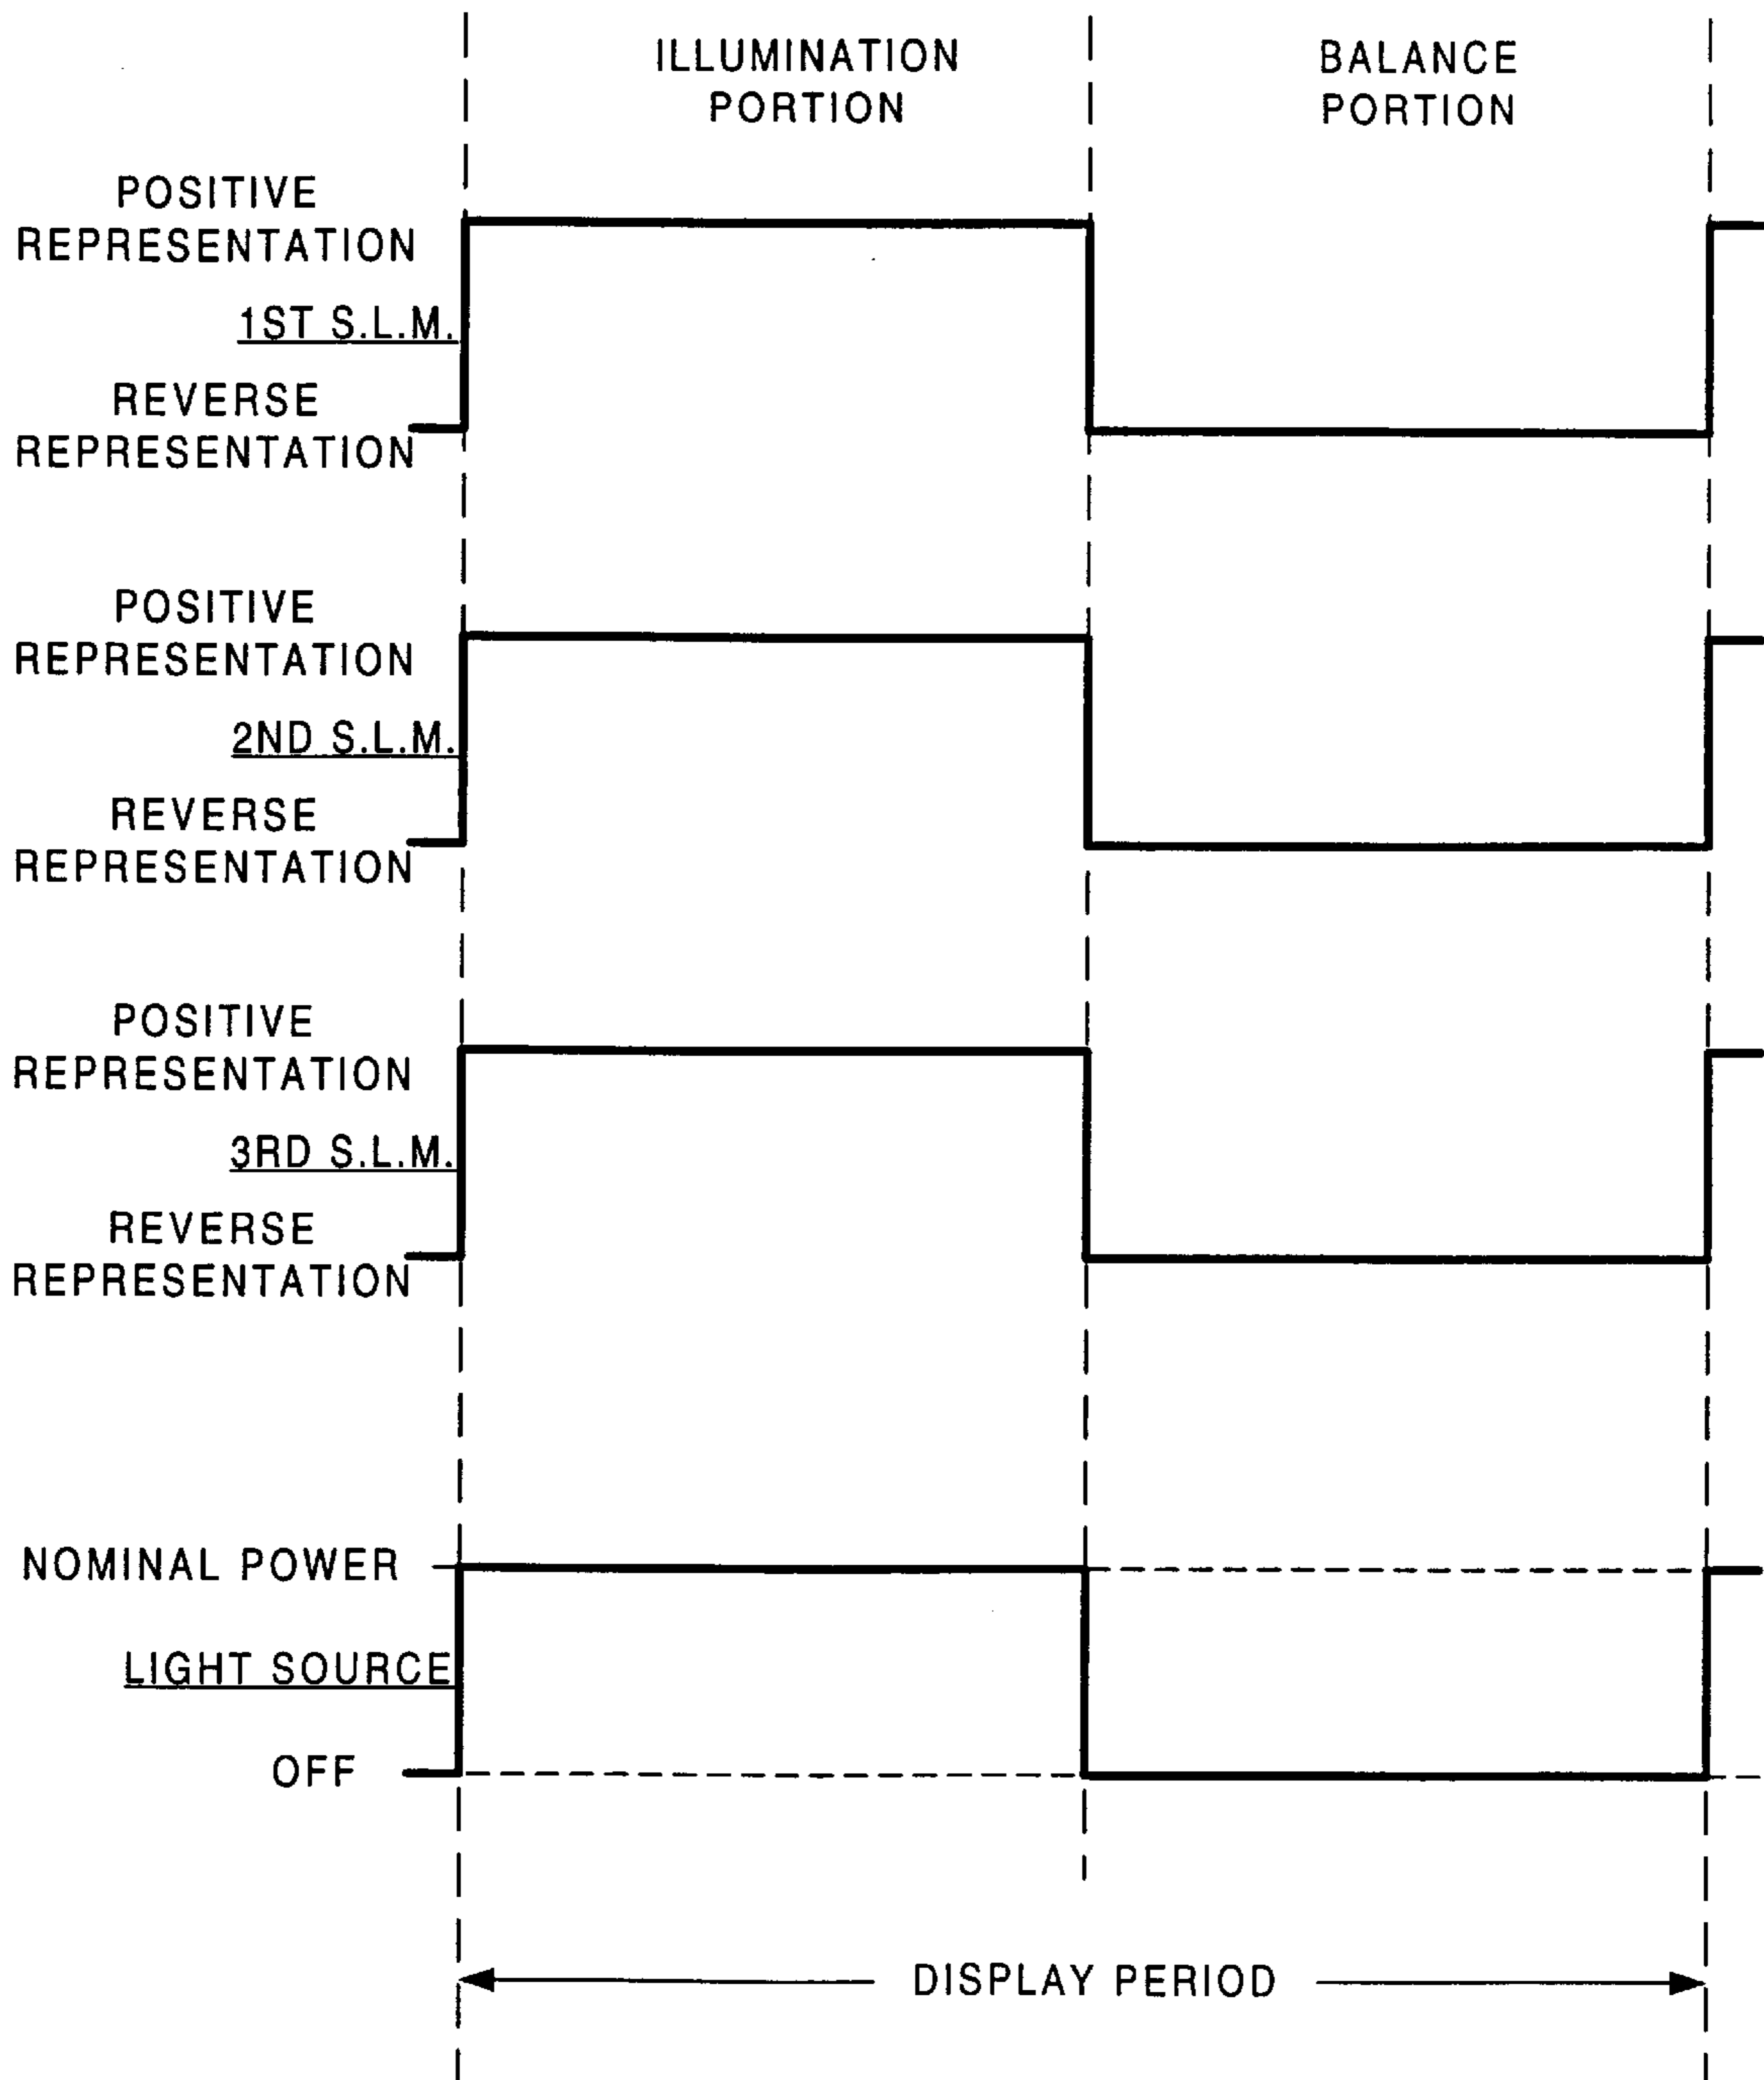 ILLUMINATION
PORTION
BALANCE
PORTION
POSITIVE
REPRESENTATION
1ST S.L.M.
REVERSE
REPRESENTATION
POSITIVE
REPRESENTATION
2ND S.L.M.
REVERSE
REPRESENTATION
POSITIVE
REPRESENTATION
3RD S.L.M.
REVERSE
REPRESENTATION
NOMINAL POWER
LIGHT SOURCE
OFF
DISPLAY PERIOD